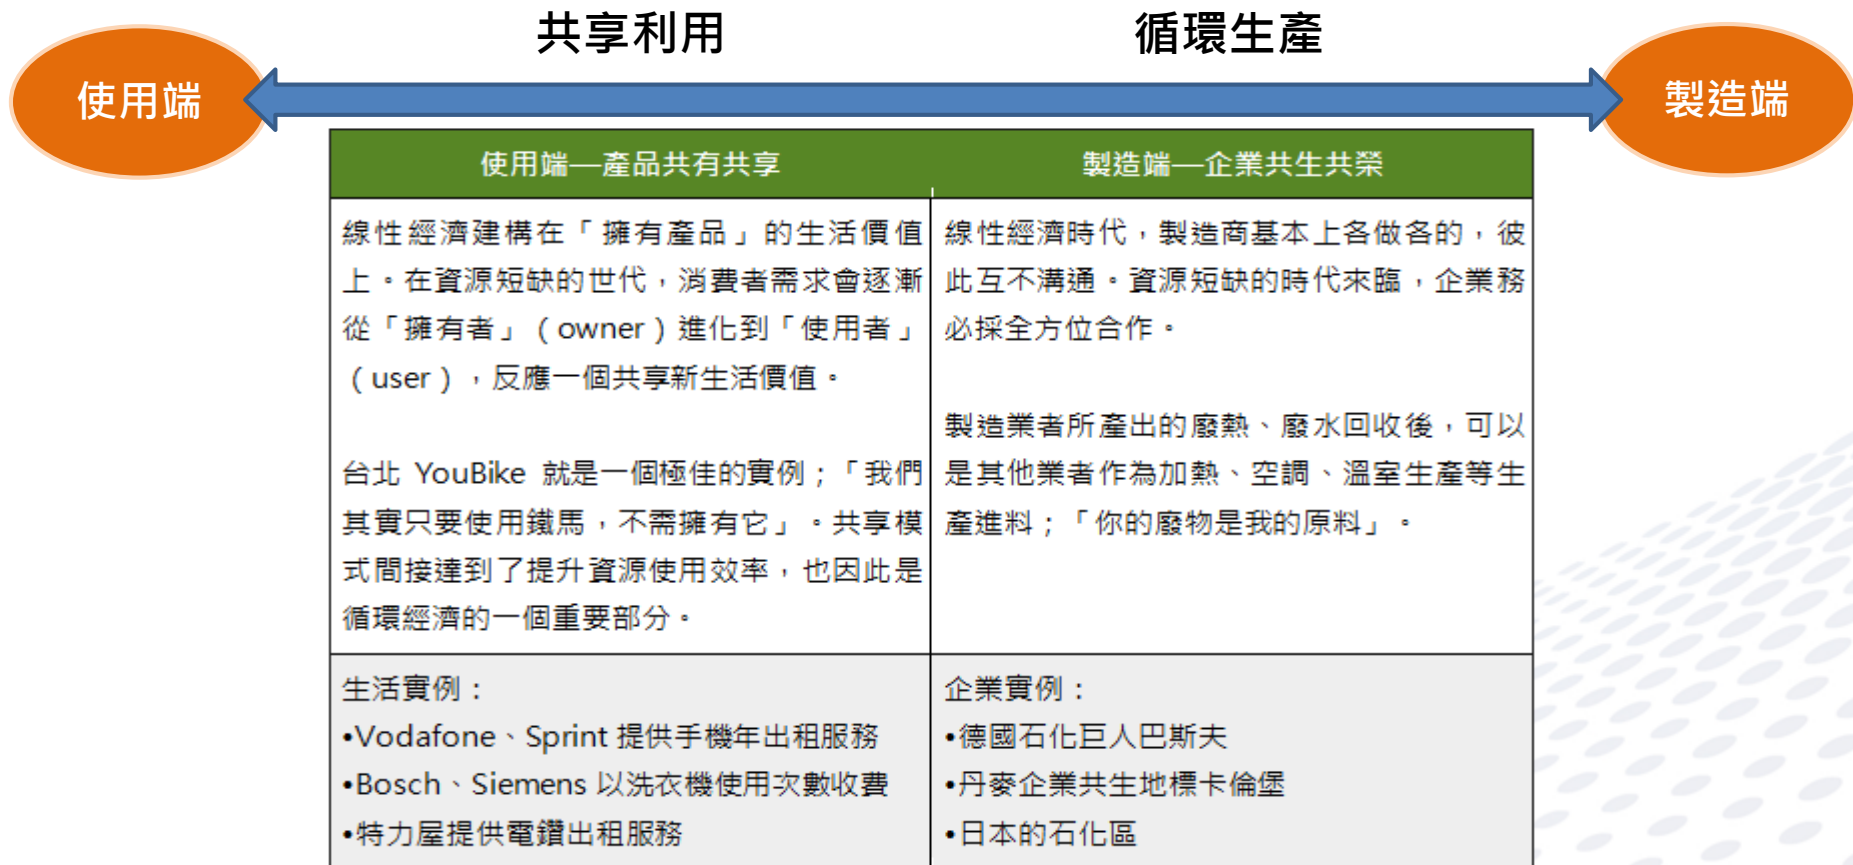 共享利用
循環生產
使用端
製造端
使用端—產品共有共享
製造端—企業共生共榮
線性經濟建構在「擁有產品」的生活價值
上。在資源短缺的世代，消費者需求會逐漸
從「擁有者」（owner）進化到「使用者」
（user），反應一個共享新生活價值。
台北 YouBike 就是一個極佳的實例；「我們
其實只要使用鐵馬，不需擁有它」。共享模
式間接達到了提升資源使用效率，也因此是
循環經濟的一個重要部分。
線性經濟時代，製造商基本上各做各的，彼
此互不溝通。資源短缺的時代來臨，企業務
必採全方位合作。
製造業者所產出的廢熱、廢水回收後，可以
是其他業者作為加熱、空調、溫室生產等生
產進料；「你的廢物是我的原料」。
生活實例：
•Vodafone、Sprint 提供手機年出租服務
•Bosch、Siemens 以洗衣機使用次數收費
•特力屋提供電鑽出租服務
企業實例：
•德國石化巨人巴斯夫
•丹麥企業共生地標卡倫堡
•日本的石化區